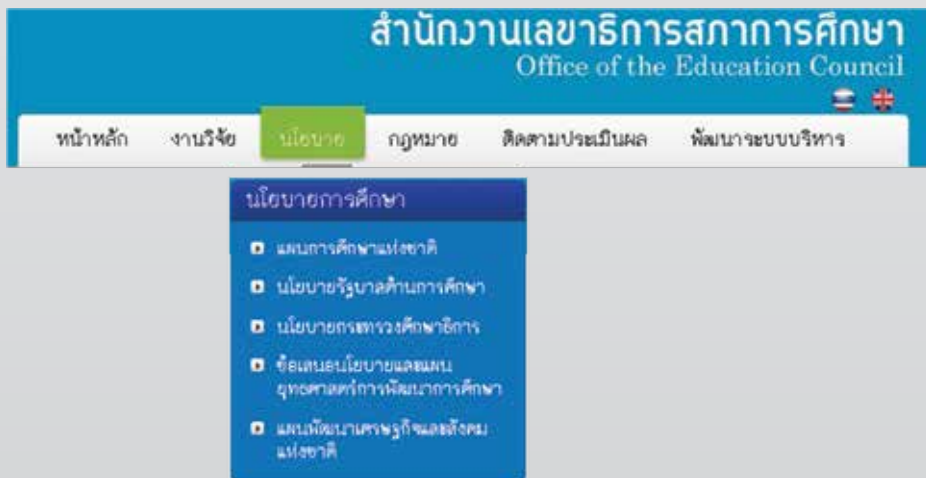 สำนักงานเลขาธิการสภาการศึกษา
Office of the Education Council
หน้าหลัก งานวิจัย นโยบาย กฎหมาย ติดตามประเมินผล พัฒนาระบบบริหาร
นโยบายการศึกษา
แผนการศึกษาแห่งชาติ
นโยบายรัฐบาลด้านการศึกษา
นโยบายกระทรวงศึกษาธิการ
ข้อเสนอนโยบายและแผน
ยุทธศาสตร์การพัฒนาการศึกษา
แผนพัฒนาเศรษฐกิจและสังคม
แห่งชาติ